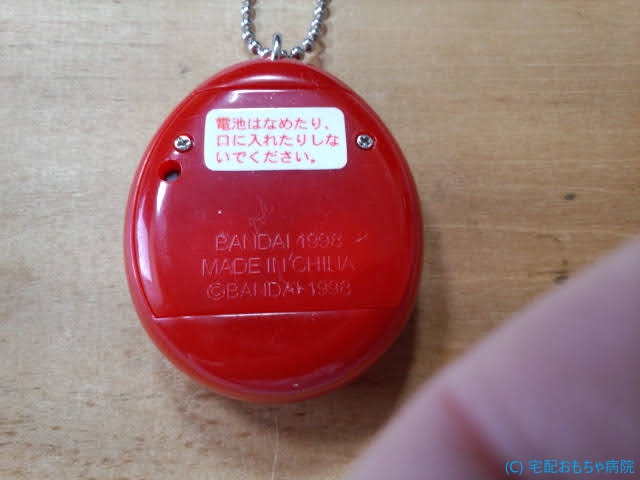 電池はなめたり、
口に入れたりしな
いでください。
BANDAI 1998
MADE IN CHINA
©BANDAI 1998
(C) 宅配おもちゃ病院